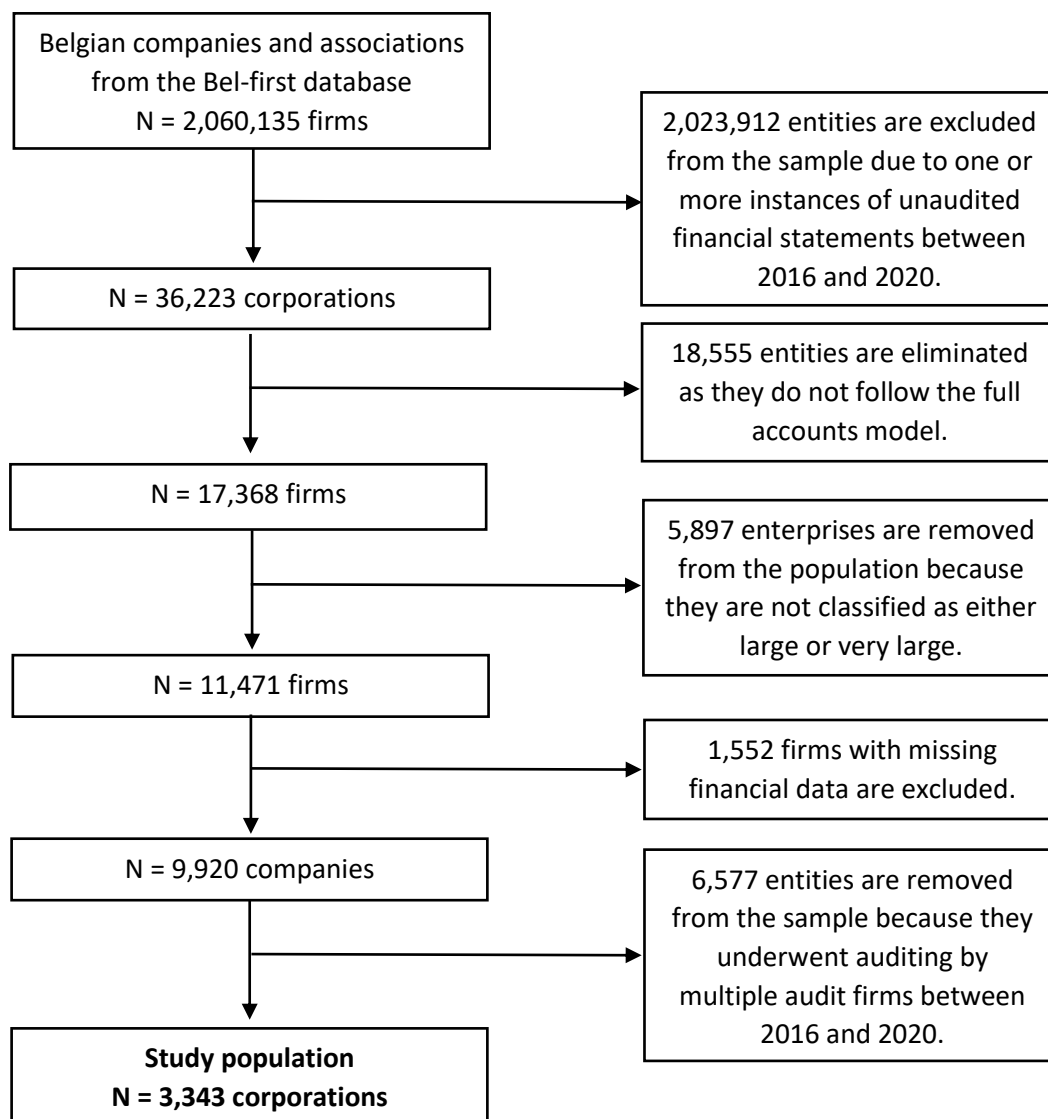 Belgian companies and associations
from the Bel-first database
N = 2,060,135 firms
2,023,912 entities are excluded
from the sample due to one or
more instances of unaudited
financial statements between
2016 and 2020.
N = 36,223 corporations
18,555 entities are eliminated
as they do not follow the full
accounts model.
N = 17,368 firms
5,897 enterprises are removed
from the population because
they are not classified as either
large or very large.
N = 11,471 firms
1,552 firms with missing
financial data are excluded.
N = 9,920 companies
6,577 entities are removed
from the sample because they
underwent auditing by
multiple audit firms between
2016 and 2020.
Study population
N = 3,343 corporations